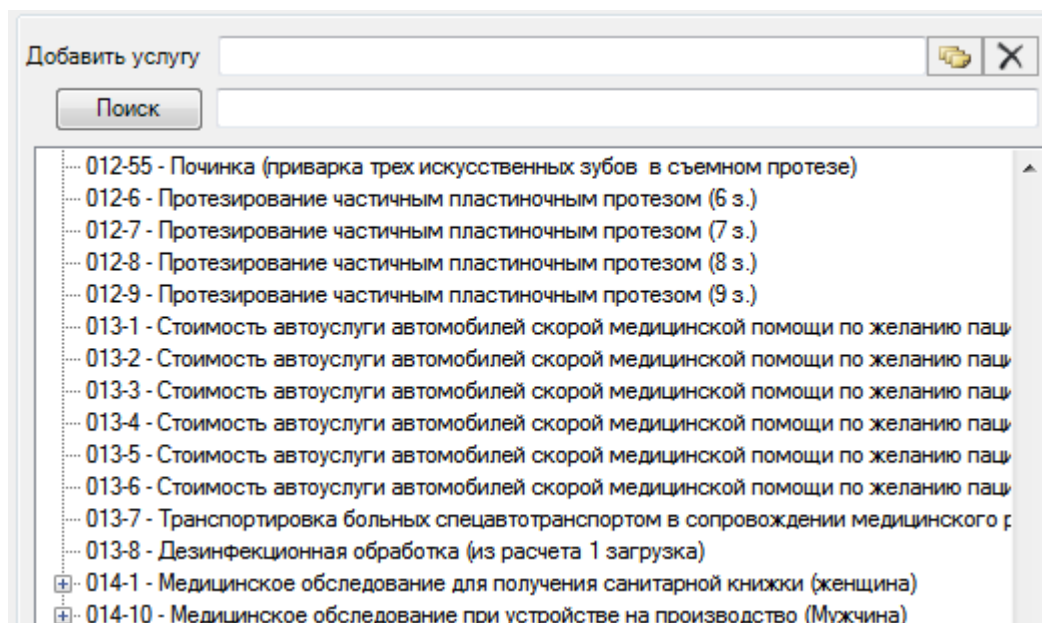 Добавить услугу
Поиск
012-55 - Починка (приварка трех искусственных зубов  в съемном протезе)
012-6 - Протезирование частичным пластиночным протезом (6 з.)
012-7 - Протезирование частичным пластиночным протезом (7 з.)
012-8 - Протезирование частичным пластиночным протезом (8 з.)
012-9 - Протезирование частичным пластиночным протезом (9 з.)
013-1 - Стоимость автоуслуги автомобилей скорой медицинской помощи по желанию паци
013-2 - Стоимость автоуслуги автомобилей скорой медицинской помощи по желанию паци
013-3 - Стоимость автоуслуги автомобилей скорой медицинской помощи по желанию паци
013-4 - Стоимость автоуслуги автомобилей скорой медицинской помощи по желанию паци
013-5 - Стоимость автоуслуги автомобилей скорой медицинской помощи по желанию паци
013-6 - Стоимость автоуслуги автомобилей скорой медицинской помощи по желанию паци
013-7 - Транспортировка больных спецавтотранспортом в сопровождении медицинского р
013-8 - Дезинфекционная обработка (из расчета 1 загрузка)
014-1 - Медицинское обследование для получения санитарной книжки (женщина)
014-10 - Медицинское обследование при устройстве на производство (Мужчина)